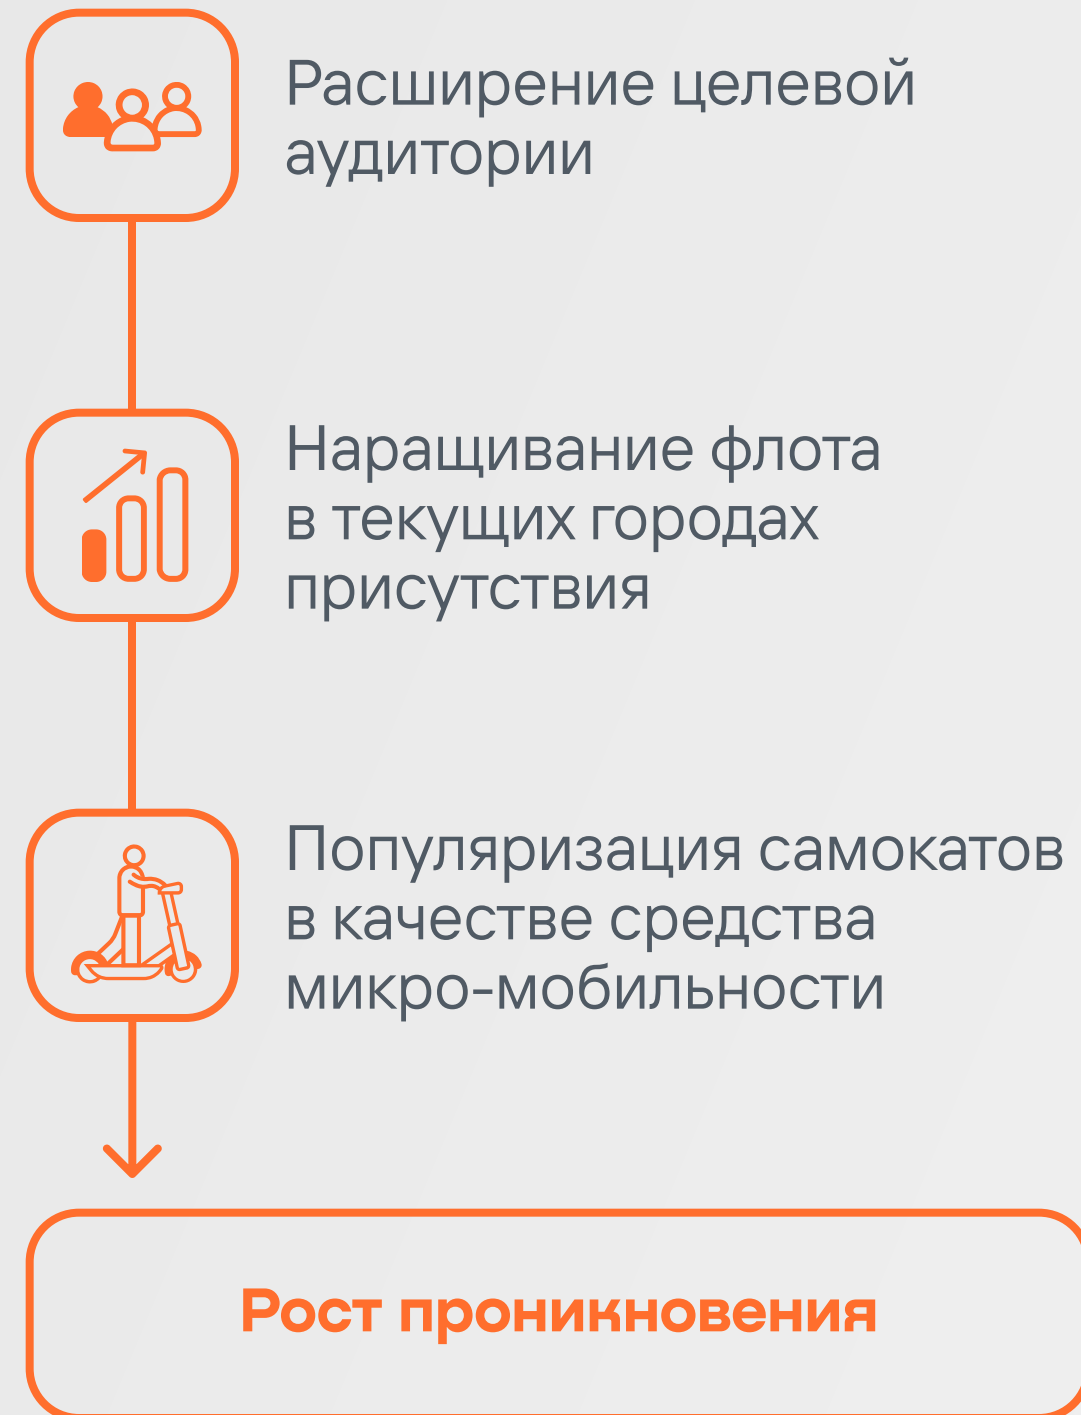 Расширение целевой
аудитории
Наращивание флота
в текущих городах
присутствия
Популяризация самокатов
в качестве средства
микро-мобильности
Рост проникновения